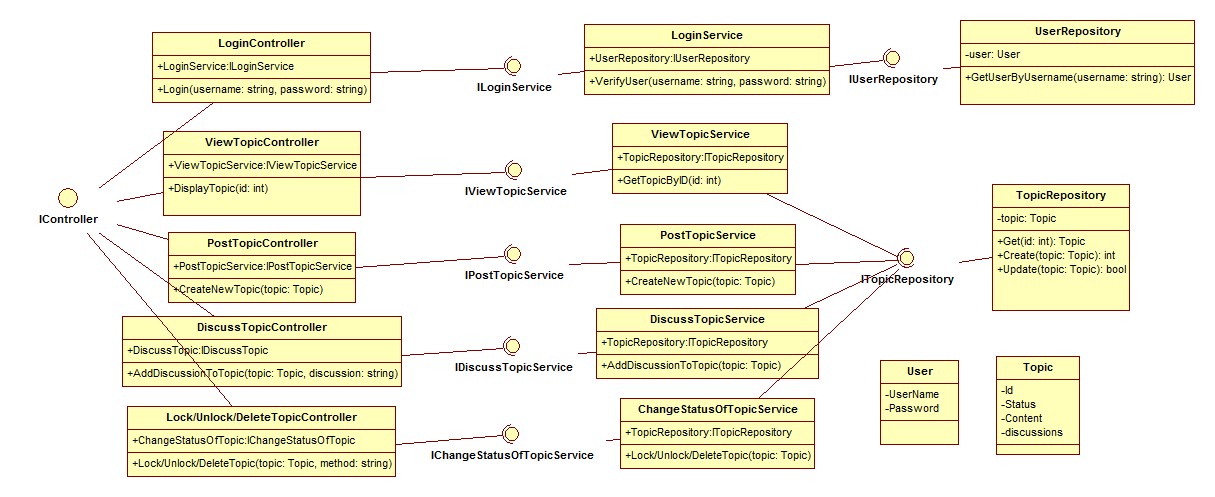 LoginController
+LoginService:ILoginService
+Login(username: string, password: string)
ILoginService
LoginService
+UserRepository:IUserRepository
+VerifyUser(username: string, password: string)
IUserRepository
UserRepository
-user: User
+GetUserByUsername(username: string): User
ViewTopicController
+ViewTopicService:IViewTopicService
+DisplayTopic(id: int)
IViewTopicService
ViewTopicService
+TopicRepository:ITopicRepository
+GetTopicByID(id: int)
IController
PostTopicController
+PostTopicService:IPostTopicService
+CreateNewTopic(topic: Topic)
IPostTopicService
PostTopicService
+TopicRepository:ITopicRepository
+CreateNewTopic(topic: Topic)
ITopicRepository
TopicRepository
-topic: Topic
+Get(id: int): Topic
+Create(topic: Topic): int
+Update(topic: Topic): bool
DiscussTopicController
+DiscussTopic:IDiscussTopic
+AddDiscussionToTopic(topic: Topic, discussion: string)
IDiscussTopicService
DiscussTopicService
+TopicRepository:ITopicRepository
+AddDiscussionToTopic(topic: Topic)
User
-UserName
-Password
Topic
-Id
-Status
-Content
-discussions
Lock/Unlock/DeleteTopicController
+ChangeStatusOfTopic:IChangeStatusOfTopic
+Lock/Unlock/DeleteTopic(topic: Topic, method: string)
IChangeStatusOfTopicService
ChangeStatusOfTopicService
+TopicRepository:ITopicRepository
+Lock/Unlock/DeleteTopic(topic: Topic)